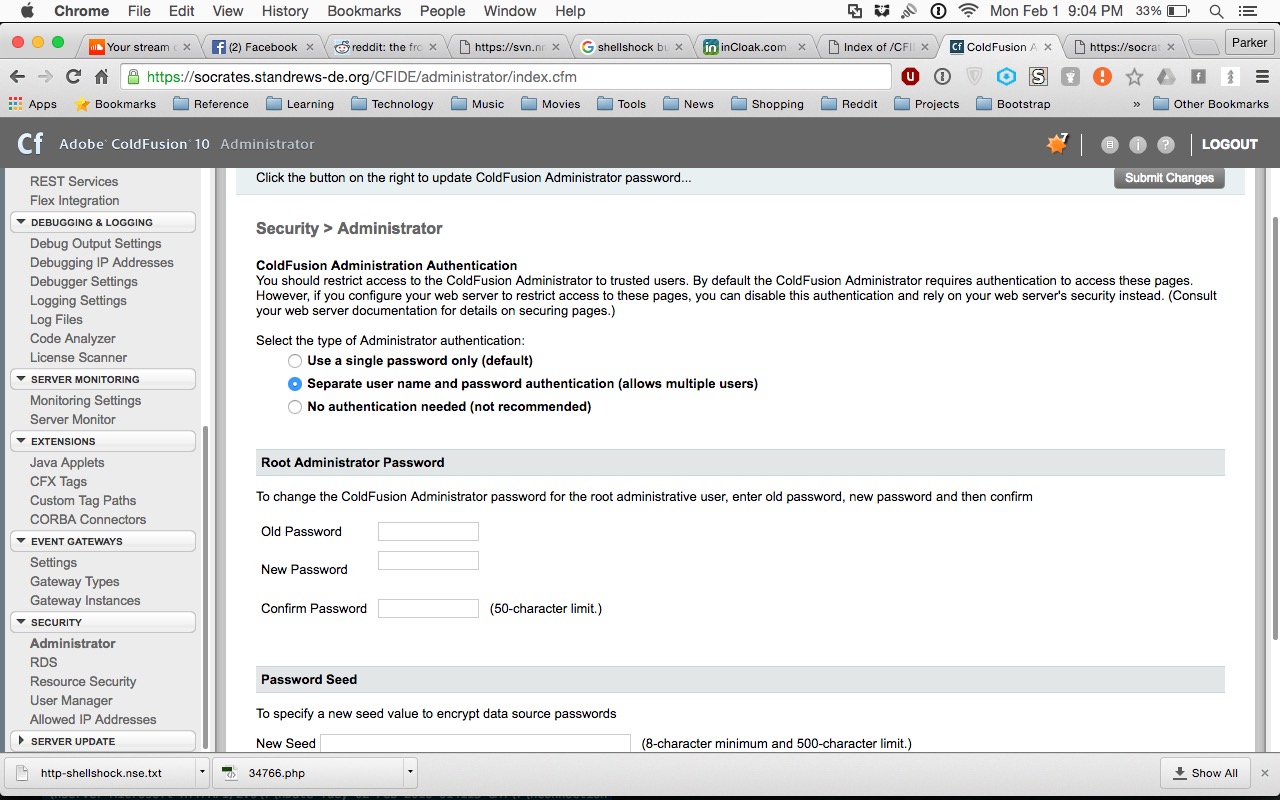 Chrome File Edit View History Bookmarks People Window Help Mon Feb 1 9:04 PM 33%
Your stream (2) Facebook reddit: the fro https://svn.n shellshock bu inCloak.com Index of /CFI ColdFusion A https://socrat Parker
https://socrates.standrews-de.org/CFIDE/administrator/index.cfm
Apps Bookmarks Reference Learning Technology Music Movies Tools News Shopping Reddit Projects Bootstrap » Other Bookmarks
Cf Adobe ColdFusion 10 Administrator 7 LOGOUT
REST Services
Flex Integration
DEBUGGING & LOGGING
Debug Output Settings
Debugging IP Addresses
Debugger Settings
Logging Settings
Log Files
Code Analyzer
License Scanner
SERVER MONITORING
Monitoring Settings
Server Monitor
EXTENSIONS
Java Applets
CFX Tags
Custom Tag Paths
CORBA Connectors
EVENT GATEWAYS
Settings
Gateway Types
Gateway Instances
SECURITY
Administrator
RDS
Resource Security
User Manager
Allowed IP Addresses
SERVER UPDATE
Click the button on the right to update ColdFusion Administrator password... Submit Changes
Security > Administrator
ColdFusion Administration Authentication
You should restrict access to the ColdFusion Administrator to trusted users. By default the ColdFusion Administrator requires authentication to access these pages.
However, if you configure your web server to restrict access to these pages, you can disable this authentication and rely on your web server's security instead. (Consult
your web server documentation for details on securing pages.)
Select the type of Administrator authentication:
Use a single password only (default)
Separate user name and password authentication (allows multiple users)
No authentication needed (not recommended)
Root Administrator Password
To change the ColdFusion Administrator password for the root administrative user, enter old password, new password and then confirm
Old Password
New Password
Confirm Password (50-character limit.)
Password Seed
To specify a new seed value to encrypt data source passwords
New Seed (8-character minimum and 500-character limit.)
http-shellshock.nse.txt 34766.php Show All